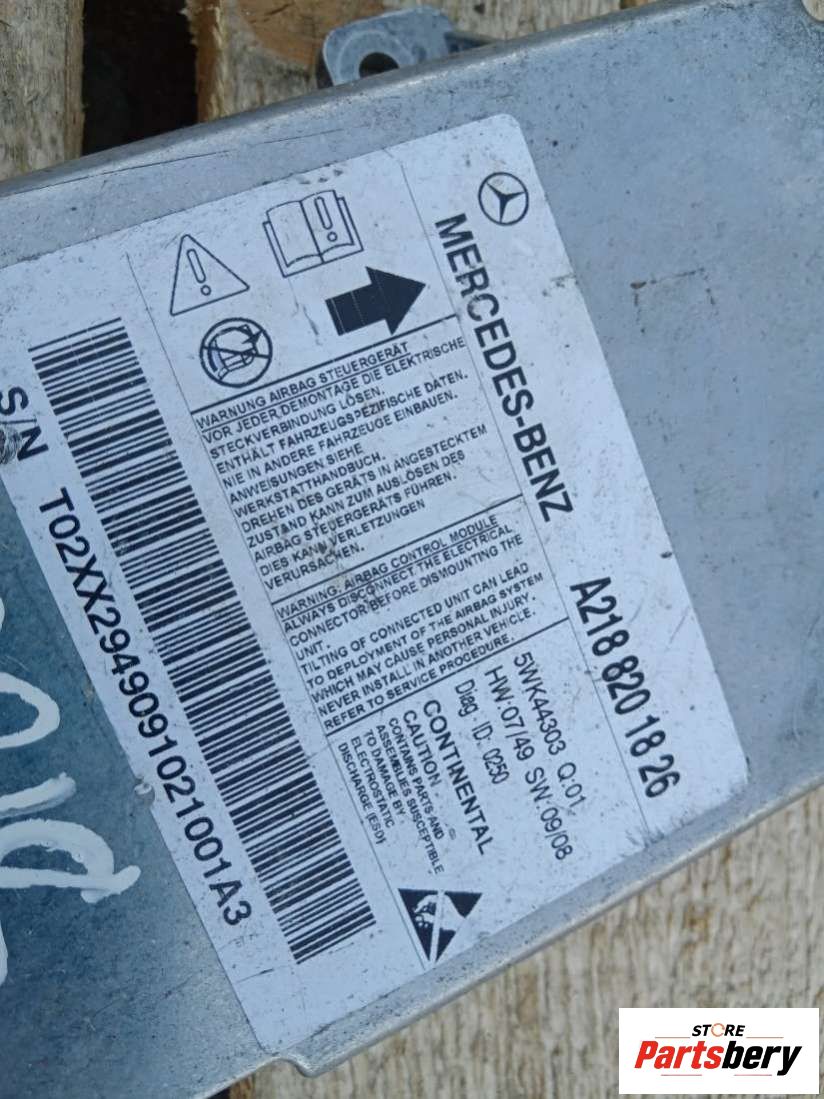 MERCEDES-BENZ
A218 820 18 26
WARNUNG AIRBAG STEUERGERÄT
VOR JEDER DEMONTAGE DIE ELEKTRISCHE
STECKVERBINDUNG LÖSEN.
ENTHÄLT FAHRZEUGSPEZIFISCHE DATEN.
NIE IN ANDERE FAHRZEUGE EINBAUEN.
ANWEISUNGEN SIEHE
WERKSTATTHANDBUCH.
DREHEN DES GERÄTS IN ANGESTECKTEM
ZUSTAND KANN ZUM AUSLÖSEN DES
AIRBAG STEUERGERÄTS FÜHREN.
DIES KANN VERLETZUNGEN
VERURSACHEN.
WARNING: AIRBAG CONTROL MODULE
ALWAYS DISCONNECT THE ELECTRICAL
CONNECTOR BEFORE DISMOUNTING THE
UNIT.
TILTING OF CONNECTED UNIT CAN LEAD
TO DEPLOYMENT OF THE AIRBAG SYSTEM
WHICH MAY CAUSE PERSONAL INJURY.
NEVER INSTALL IN ANOTHER VEHICLE.
REFER TO SERVICE PROCEDURE.
5WK44303 Q:01
HW:07/49 SW:09/08
Diag. ID: 0250
CONTINENTAL
CAUTION
CONTAINS PARTS AND
ASSEMBLIES SUSCEPTIBLE
TO DAMAGE BY
ELECTROSTATIC
DISCHARGE (ESD)
S/N T02XX2949091021001A3
STORE
Partsbery